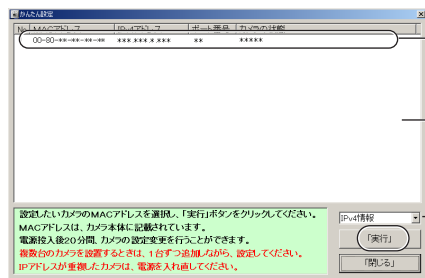 かんたん設定
No. MACアドレス IPv4アドレス ポート番号 カメラの状態
00-80-**-**-**-** ***.***.*.*** ** *****
設定したいカメラのMACアドレスを選択し、「実行」ボタンをクリックしてください。
MACアドレスは、カメラ本体に記載されています。
電源投入後20分間、カメラの設定変更を行うことができます。
複数台のカメラを設置するときは、1台ずつ追加しながら、設定してください。
IPアドレスが重複したカメラは、電源を入れ直してください。
IPv4情報
「実行」
「閉じる」